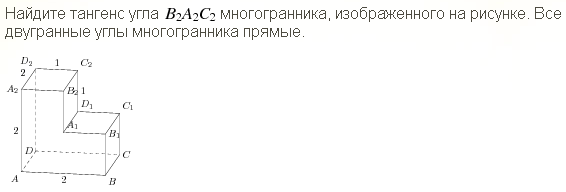 Найдите тангенс угла B₂A₂C₂ многогранника, изображенного на рисунке. Все
двугранные углы многогранника прямые.
D₂ 1 C₂
2
A₂ B₂ 1
D₁ C₁
2 A₁ B₁
D C
A 2 B